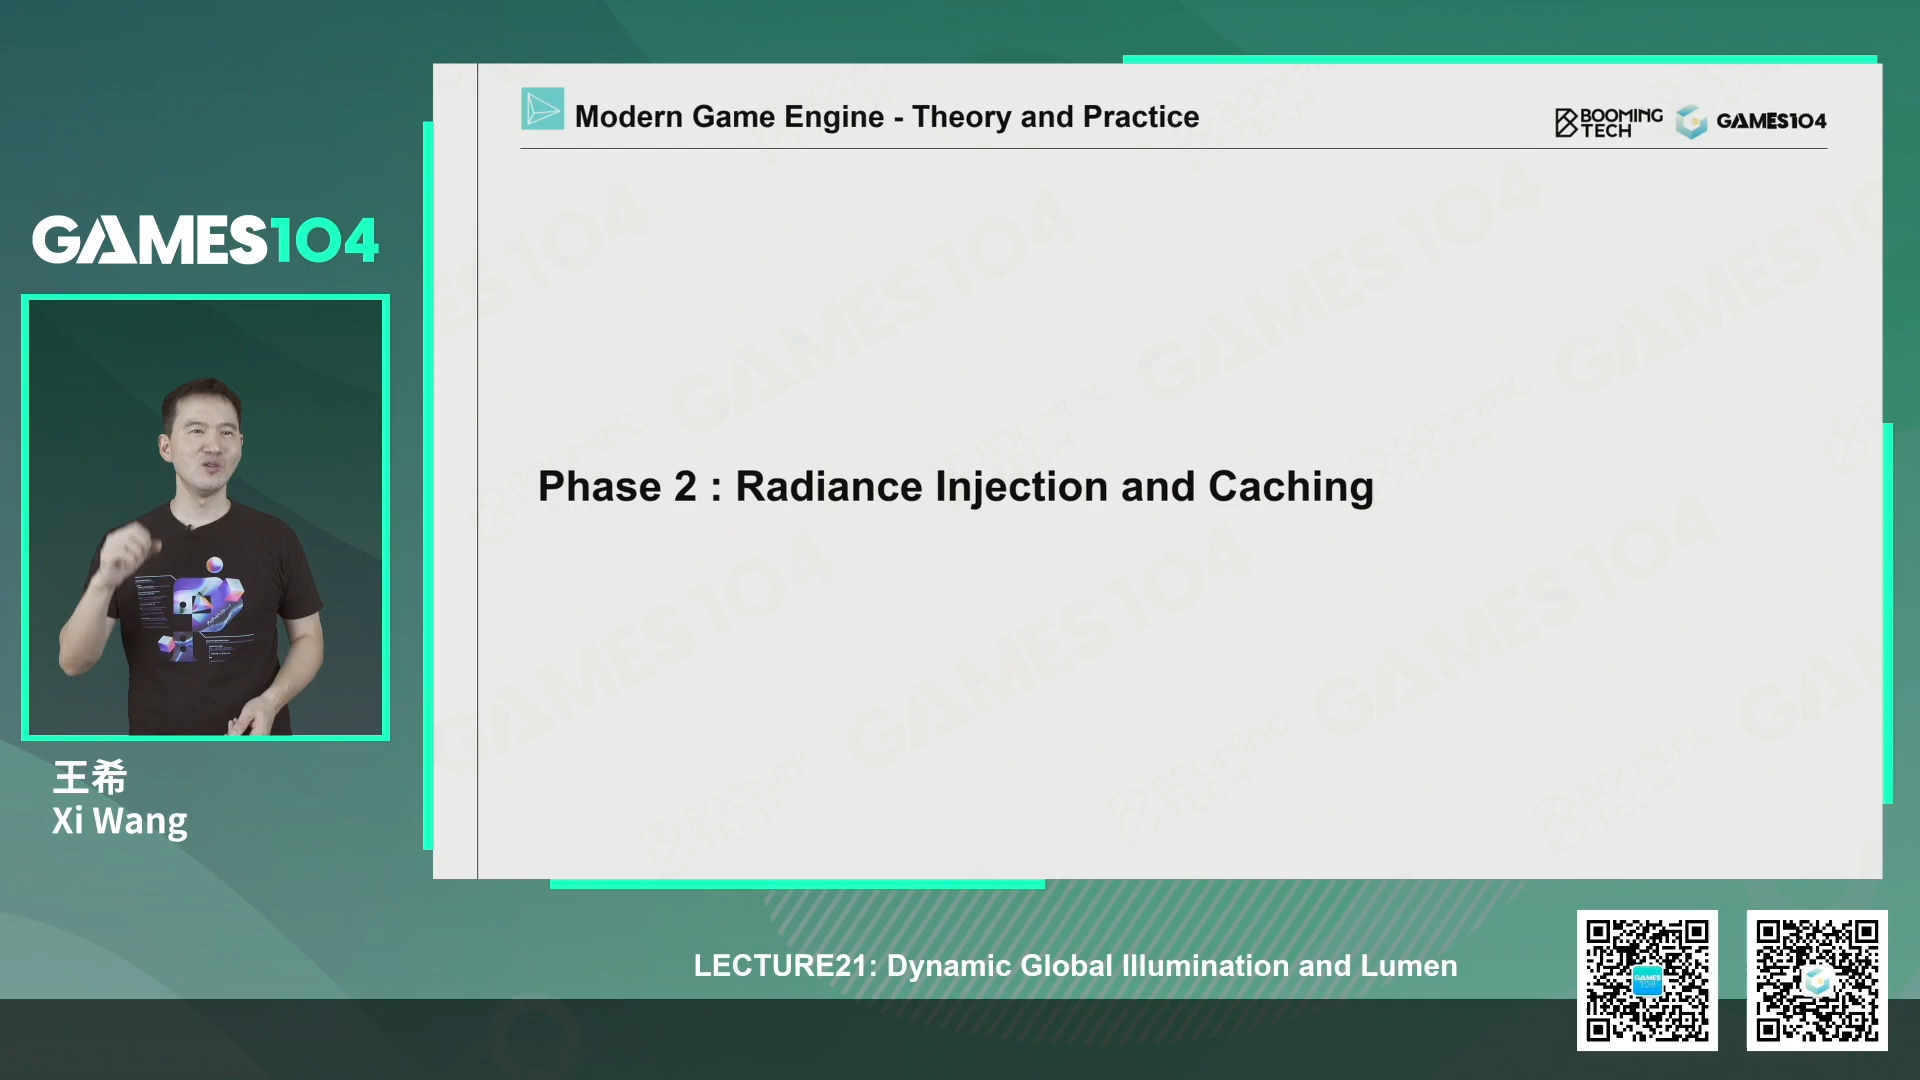 Modern Game Engine - Theory and Practice
BOOMING
TECH
GAMES104
GAMES104
Phase 2 : Radiance Injection and Caching
王希
Xi Wang
LECTURE21: Dynamic Global Illumination and Lumen